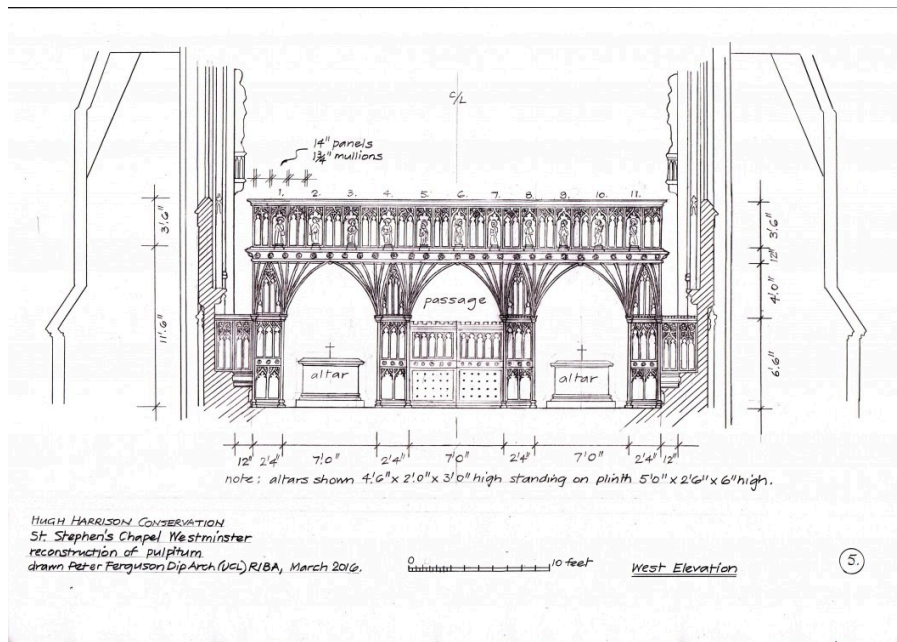 C/L
14" panels
1¾" mullions
1. 2. 3. 4. 5. 6. 7. 8. 9. 10. 11.
3'.6"
11'.6"
3'.6"
12"
4'.0"
6'.6"
passage
altar
altar
12" 2'4" 7'.0" 2'.4" 7'.0" 2'.4" 7'.0" 2'4" 12"
note: altars shown 4'.6" x 2'.0" x 3'.0" high standing on plinth 5'.0" x 2'6" x 6" high.
HUGH HARRISON CONSERVATION
St. Stephen's Chapel Westminster
reconstruction of pulpitum
drawn Peter Ferguson Dip Arch (UCL) RIBA, March 2016.
0 10 feet
West Elevation
5.